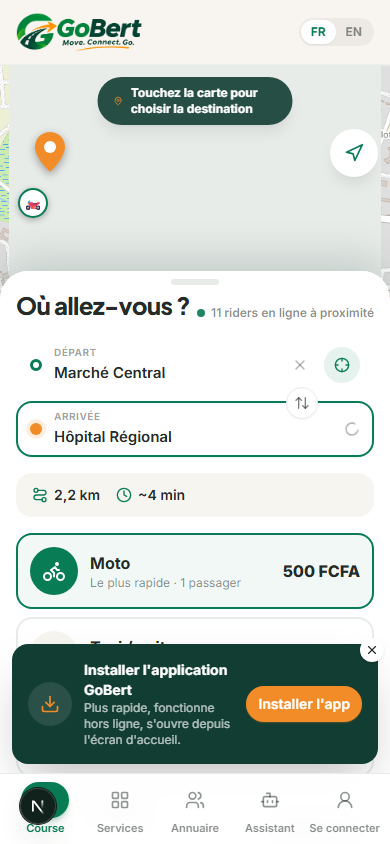 GoBert
Move. Connect. Go.
FR
EN
Touchez la carte pour
choisir la destination
Où allez-vous ?
11 riders en ligne à proximité
DÉPART
Marché Central
ARRIVÉE
Hôpital Régional
2,2 km
~4 min
Moto
Le plus rapide · 1 passager
500 FCFA
Installer l'application
GoBert
Plus rapide, fonctionne
hors ligne, s'ouvre depuis
l'écran d'accueil.
Installer l'app
N
Course
Services
Annuaire
Assistant
Se connecter